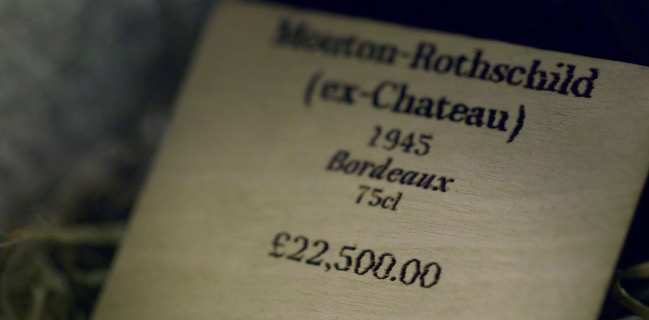 Mouton-Rothschild
(ex-Chateau)
1945
Bordeaux
75cl
£22,500.00